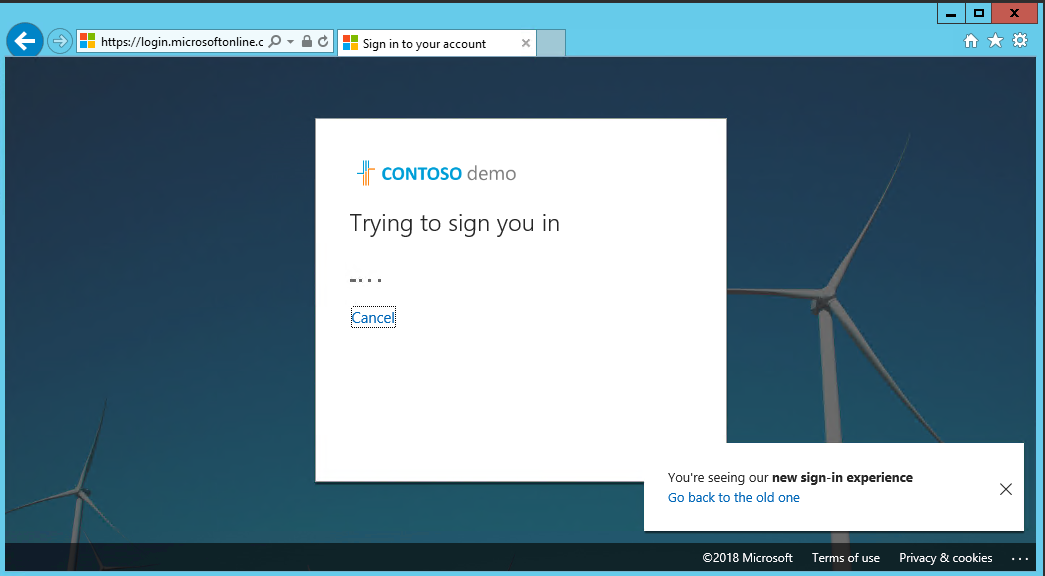 https://login.microsoftonline.c
Sign in to your account
CONTOSO demo
Trying to sign you in
Cancel
You're seeing our new sign-in experience
Go back to the old one
©2018 Microsoft Terms of use Privacy & cookies ...